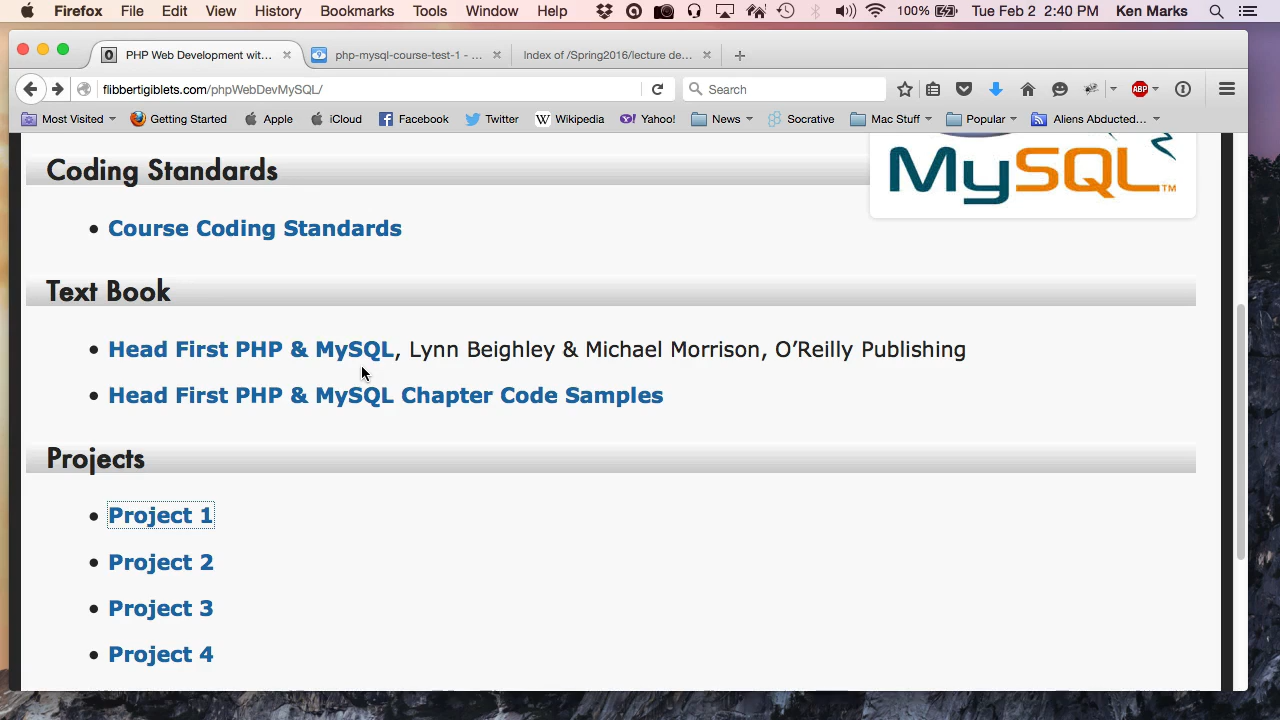 Firefox File Edit View History Bookmarks Tools Window Help 100% Tue Feb 2 2:40 PM Ken Marks
PHP Web Development wit... php-mysql-course-test-1 - ... Index of /Spring2016/lecture de...
flibbertigiblets.com/phpWebDevMySQL/ Search ABP
Most Visited Getting Started Apple iCloud Facebook Twitter W Wikipedia Y! Yahoo! News Socrative Mac Stuff Popular Aliens Abducted...
MySQL™
Coding Standards
• Course Coding Standards
Text Book
• Head First PHP & MySQL, Lynn Beighley & Michael Morrison, O’Reilly Publishing
• Head First PHP & MySQL Chapter Code Samples
Projects
• Project 1
• Project 2
• Project 3
• Project 4